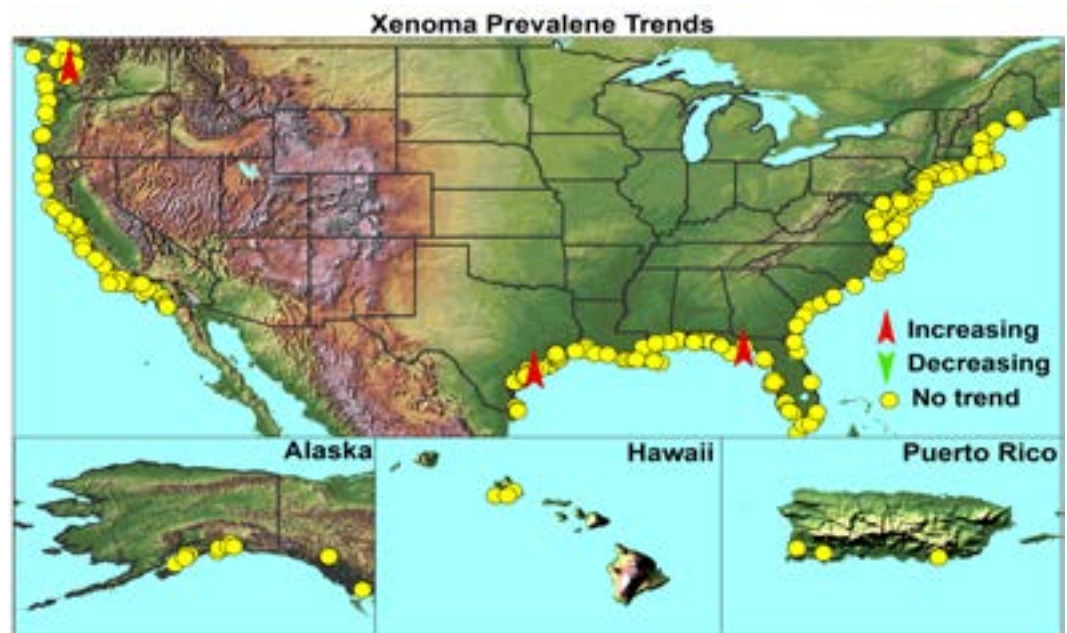 Xenoma Prevalene Trends
Increasing
Decreasing
No trend
Alaska
Hawaii
Puerto Rico